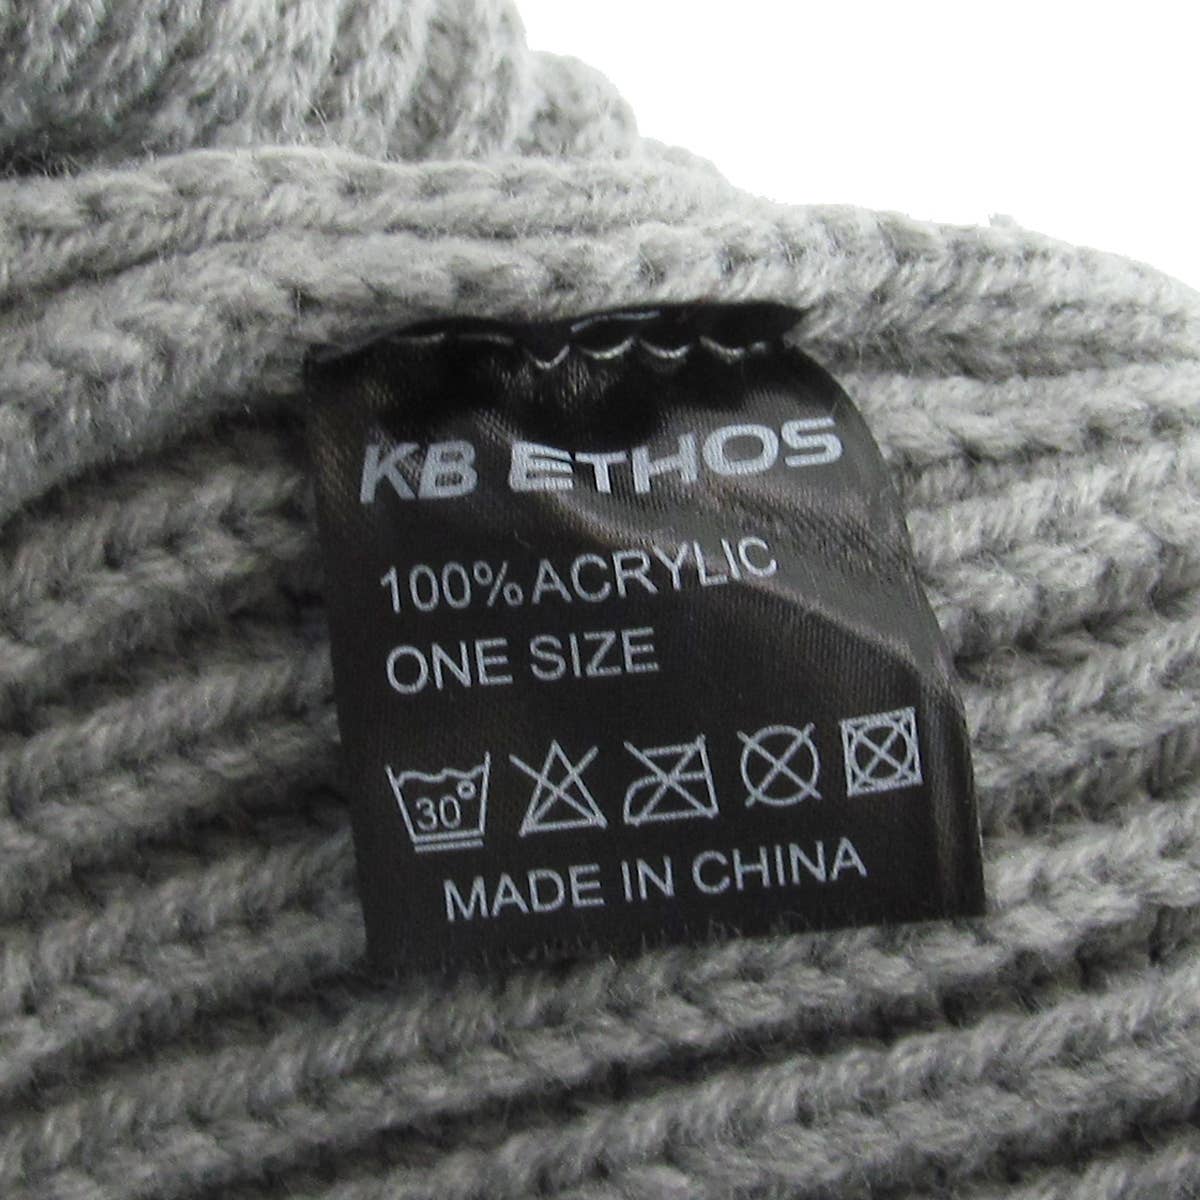 KB ETHOS
100% ACRYLIC
ONE SIZE
30°
MADE IN CHINA